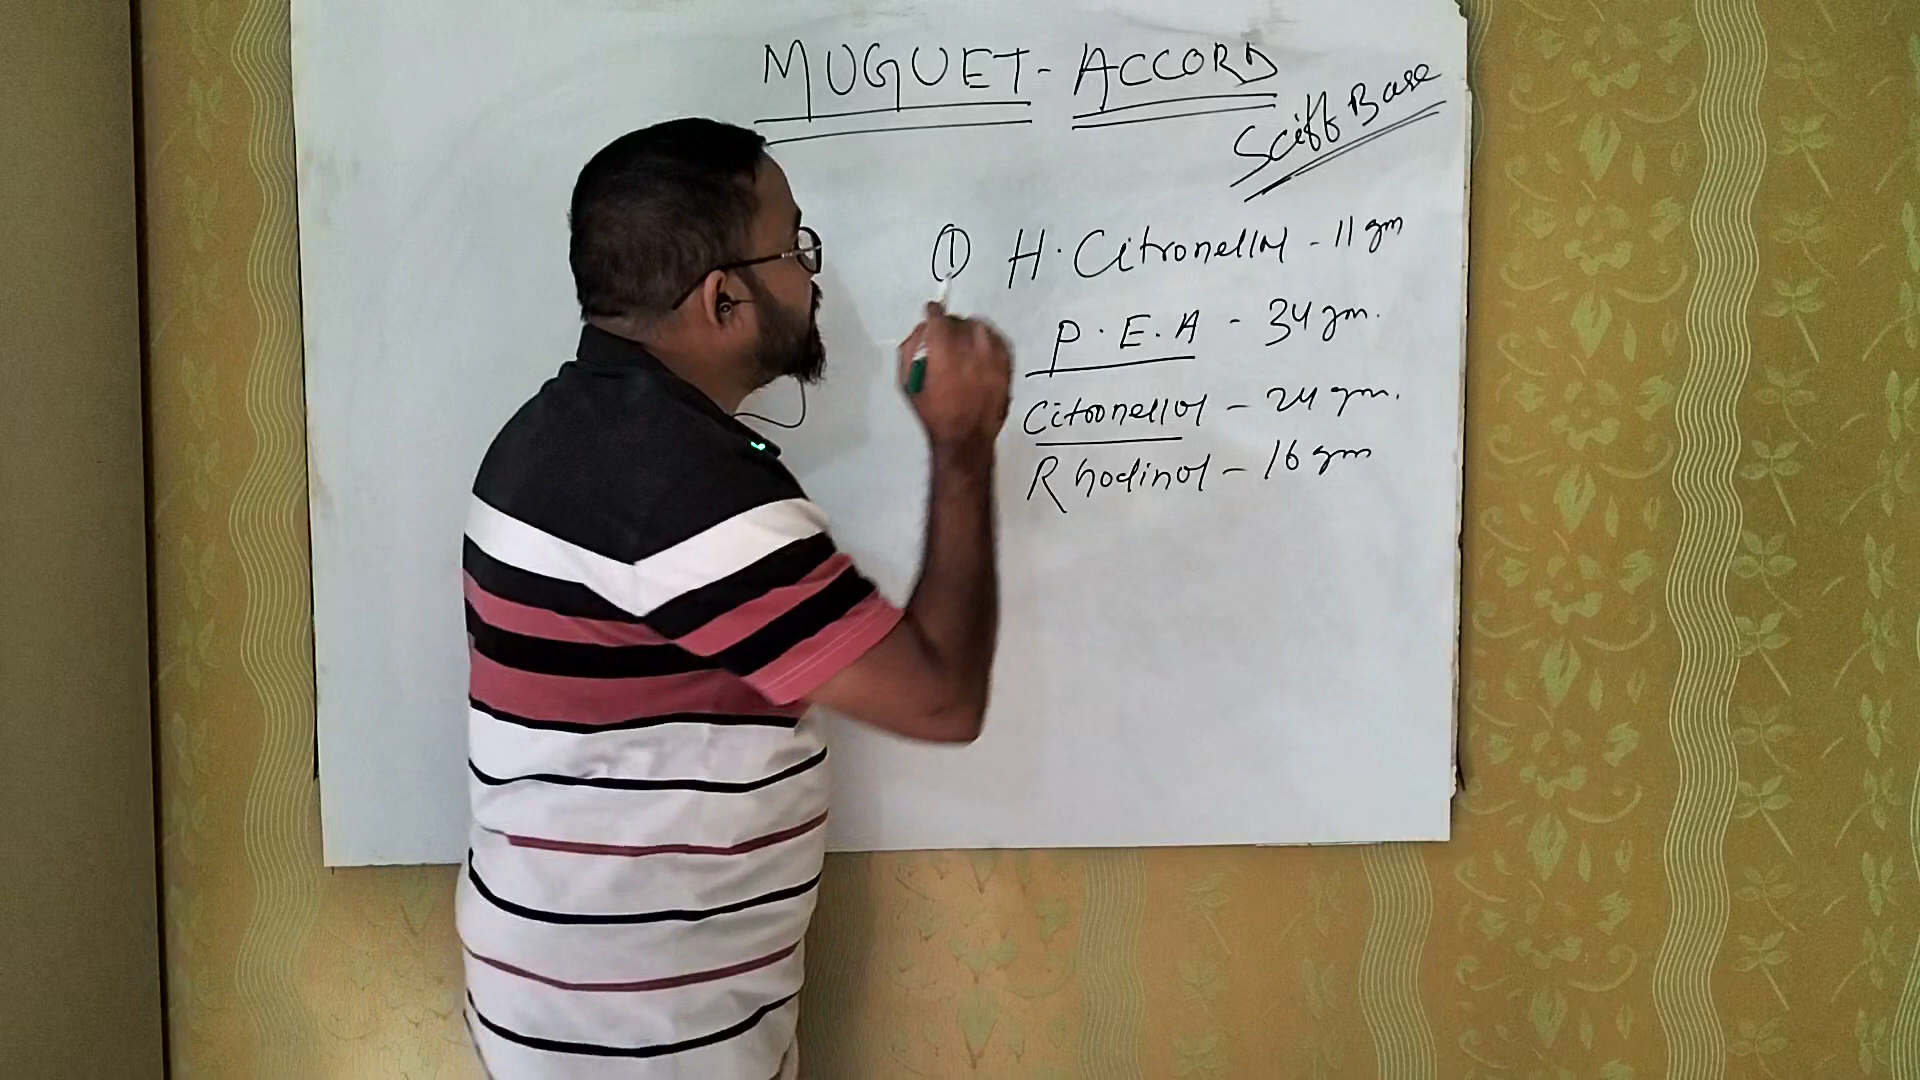 MUGUET - ACCORD
Sciff Base
① H. Citronellol - 11 gm
P.E.A - 34 gm.
Citronellol - 24 gm.
Rhodinol - 16 gm